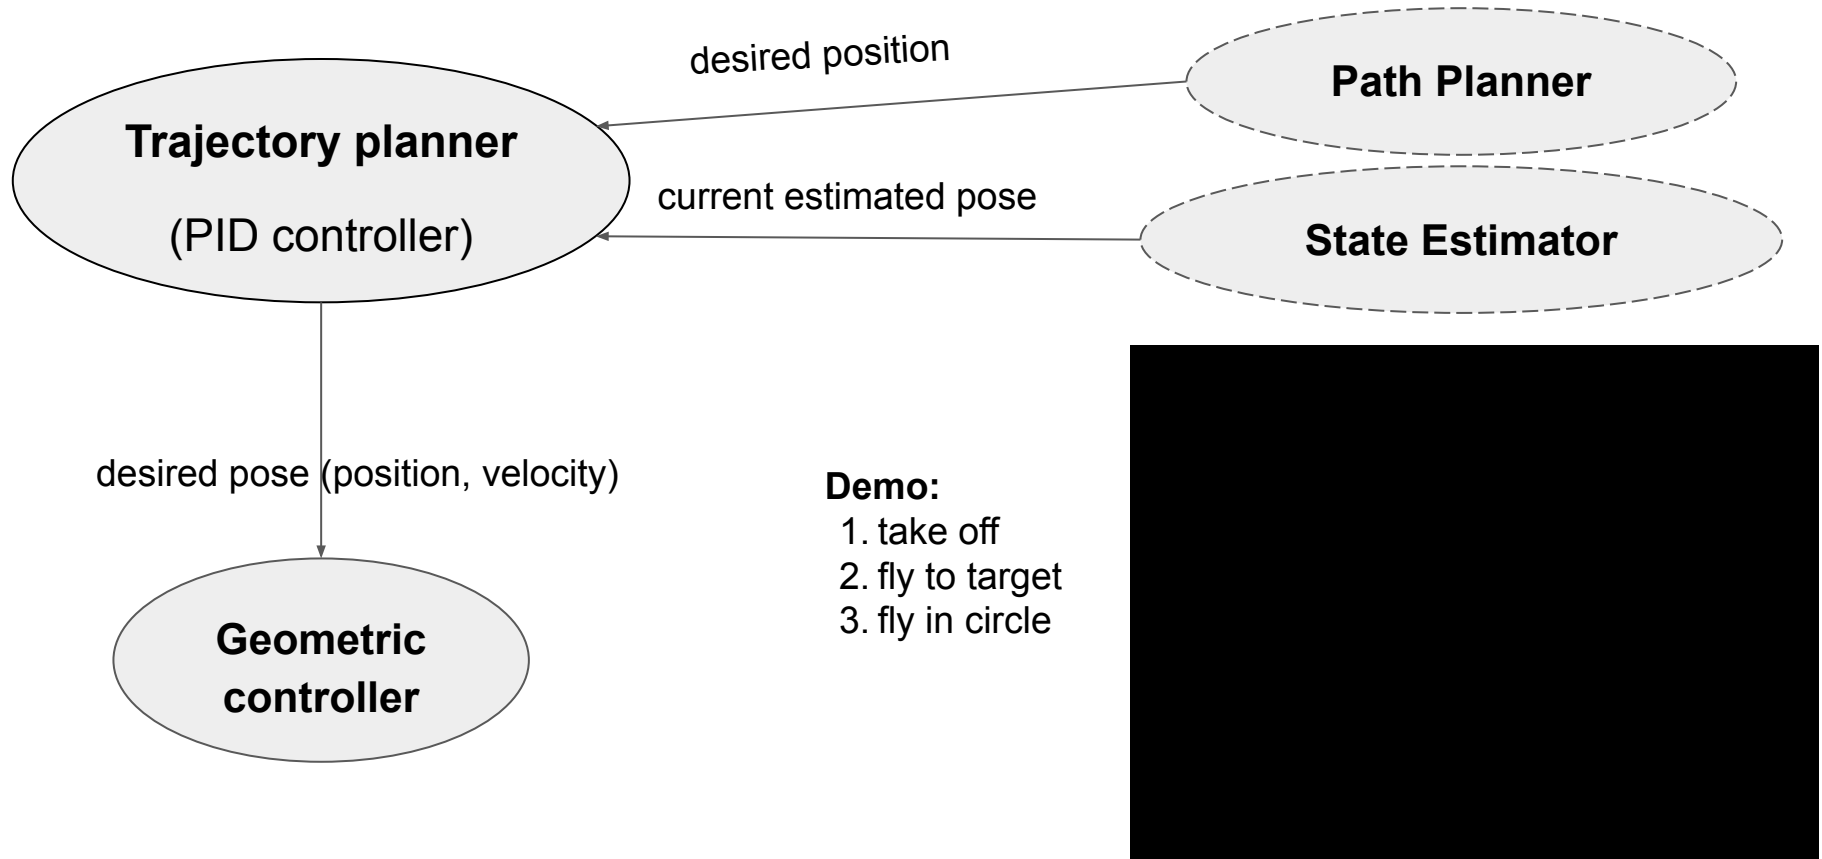 desired position
Path Planner
Trajectory planner
(PID controller)
current estimated pose
State Estimator
desired pose (position, velocity)
Demo:
1. take off
2. fly to target
3. fly in circle
Geometric
controller